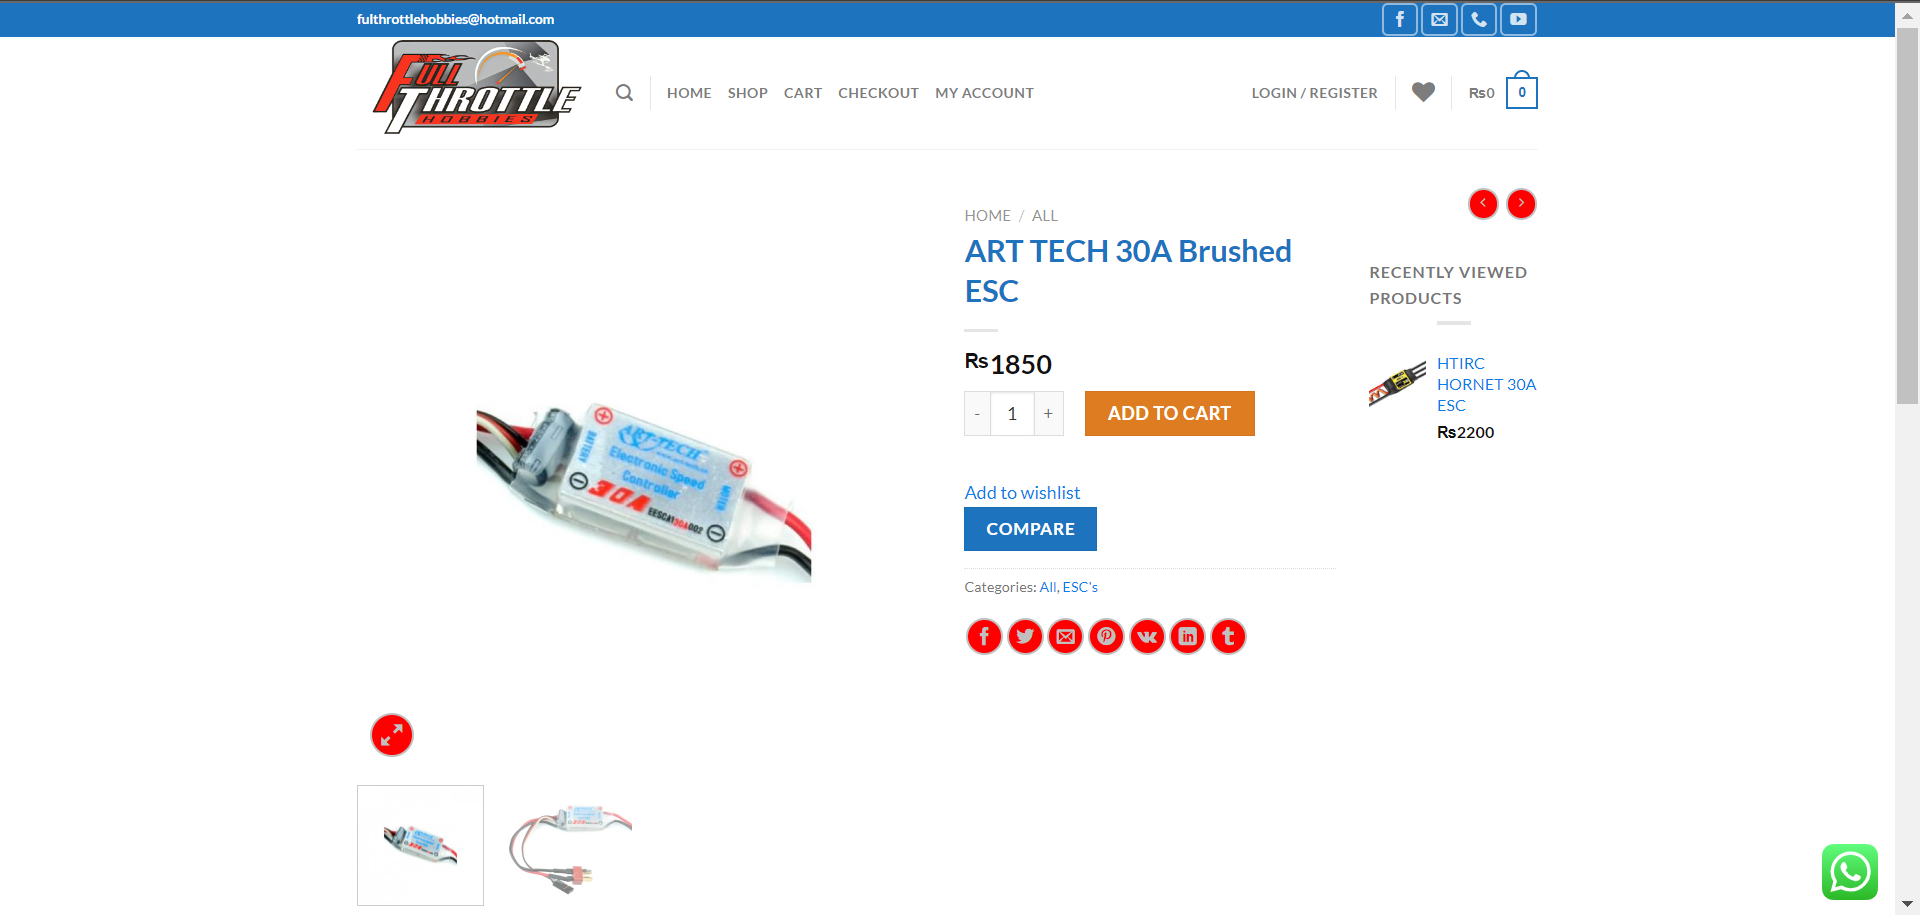 fulthrottlehobbies@hotmail.com
FULL
THROTTLE
HOBBIES
HOME
SHOP
CART
CHECKOUT
MY ACCOUNT
LOGIN / REGISTER
₨0
0
HOME / ALL
ART TECH 30A Brushed
ESC
₨1850
- 1 +
ADD TO CART
Add to wishlist
COMPARE
Categories: All, ESC's
RECENTLY VIEWED
PRODUCTS
HTIRC
HORNET 30A
ESC
₨2200
BATTERY
ART-TECH
Electronic Speed
Controller
MOTER
30A
EESCA130A002